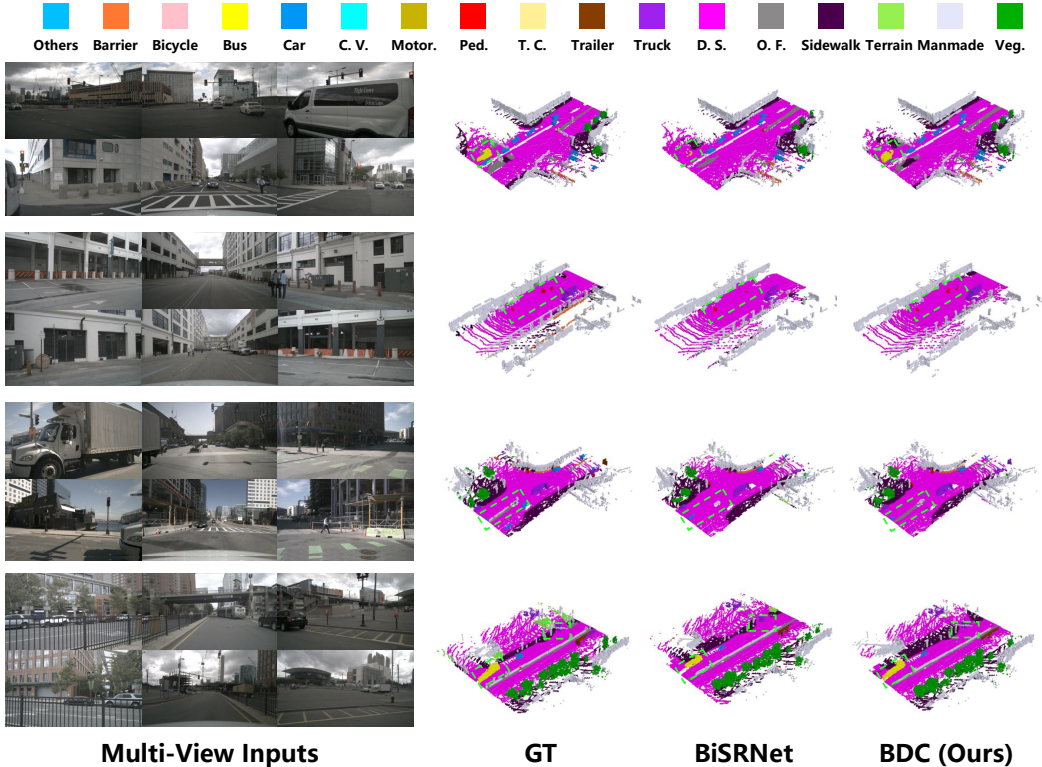 Others Barrier Bicycle Bus Car C. V. Motor. Ped. T. C. Trailer Truck D. S. O. F. Sidewalk Terrain Manmade Veg.
Multi-View Inputs GT BiSRNet BDC (Ours)